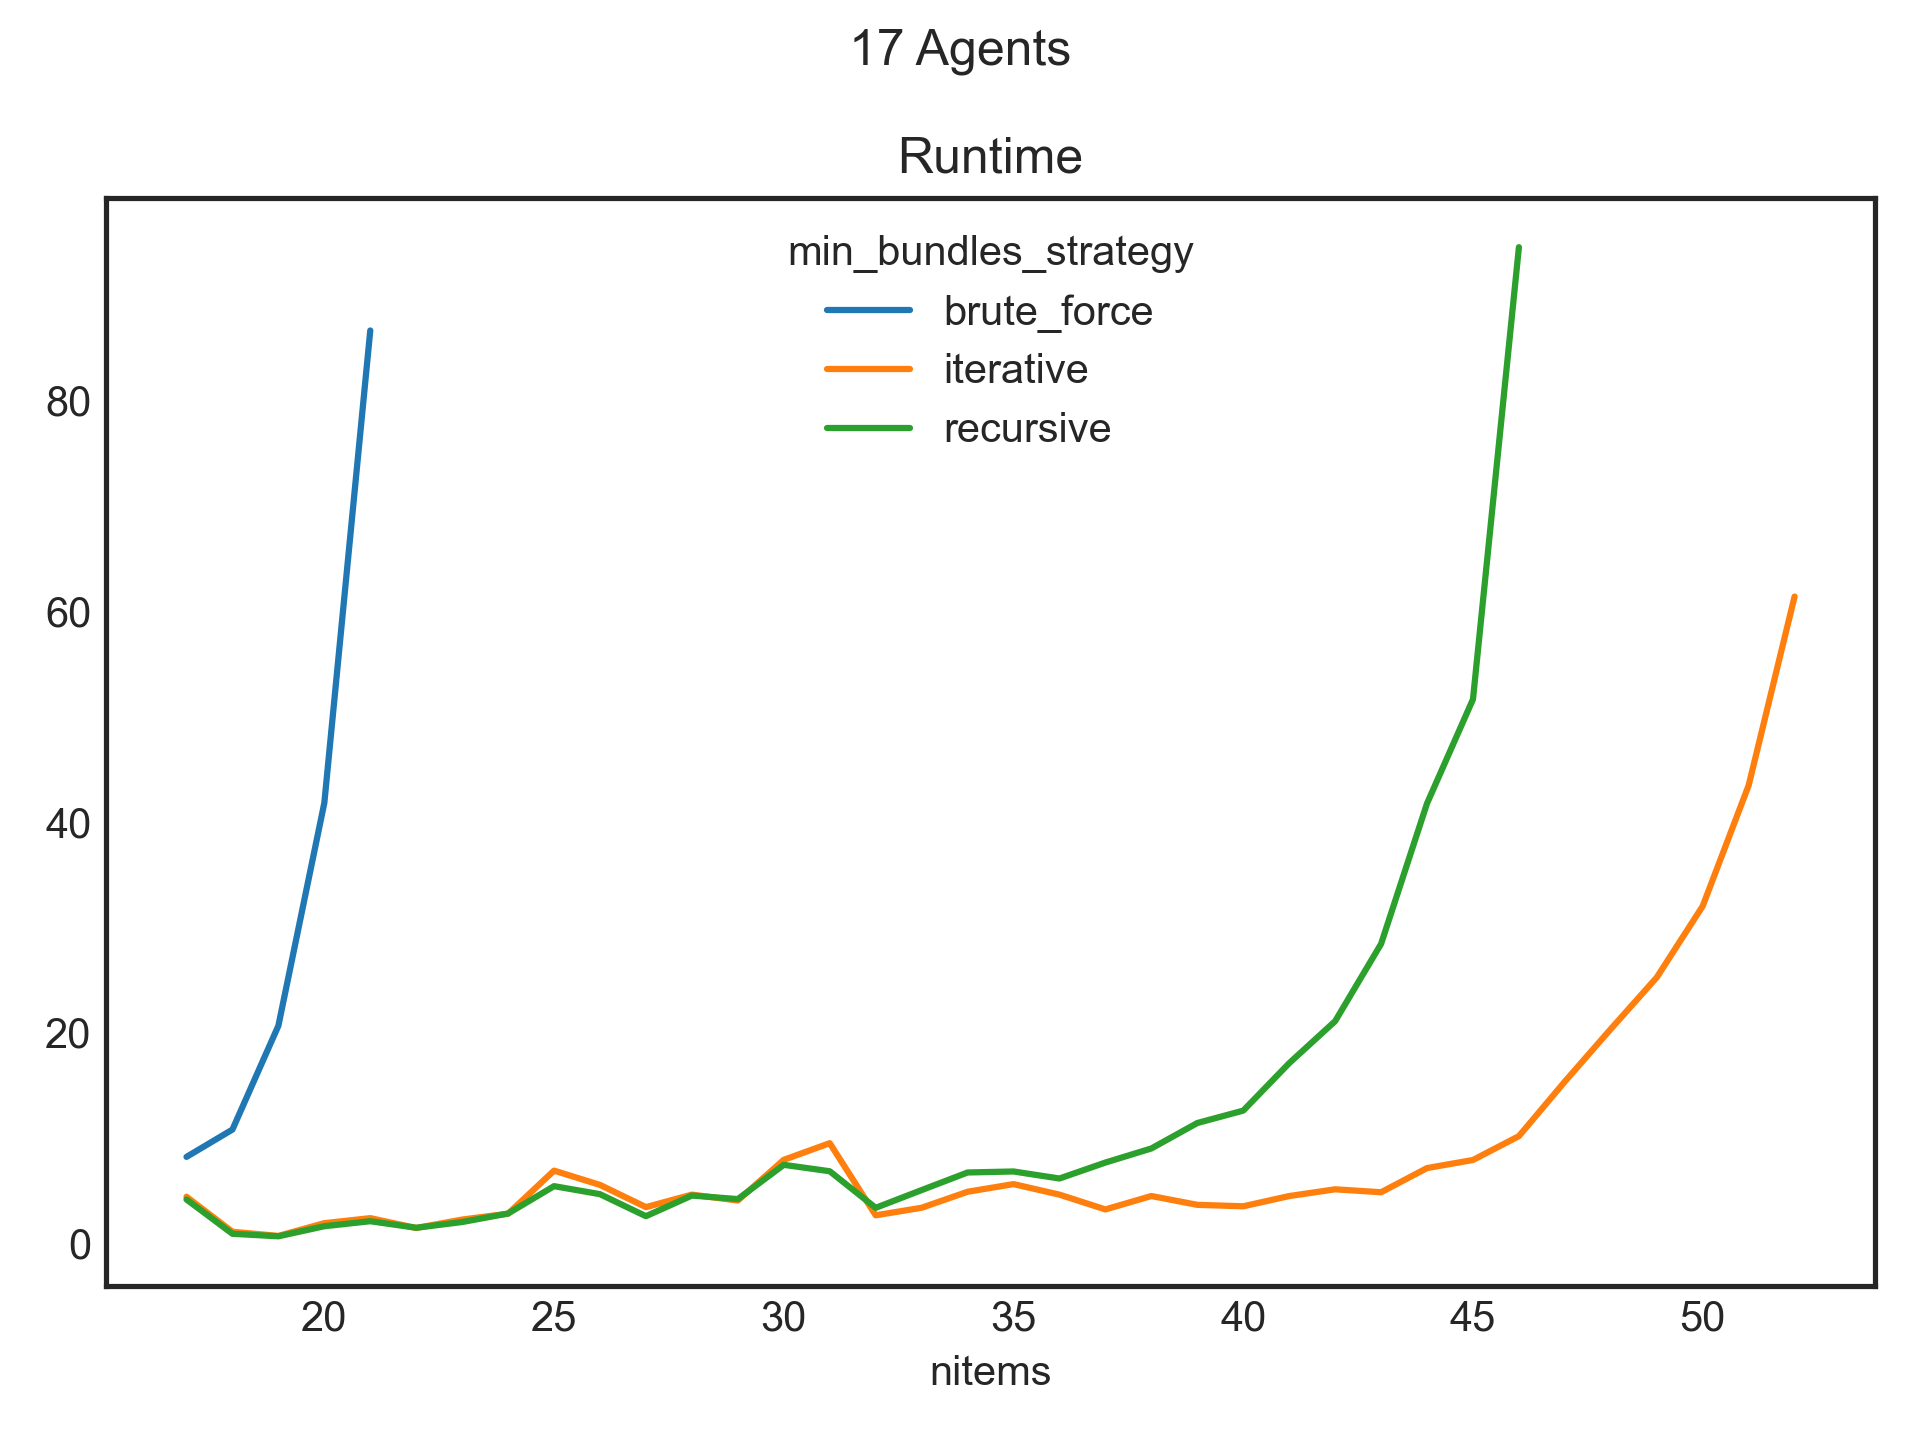 17 Agents
Runtime
min_bundles_strategy
brute_force
iterative
recursive
80
60
40
20
0
20 25 30 35 40 45 50
nitems